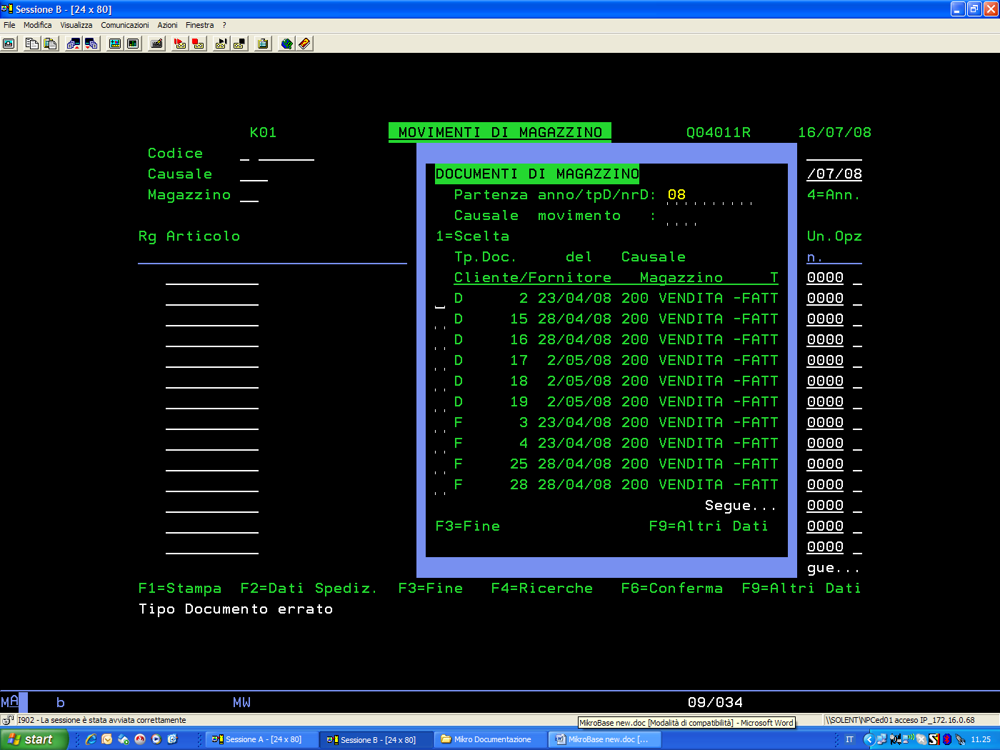 Sessione B - [24 x 80]
File Modifica Visualizza Comunicazioni Azioni Finestra ?
K01 MOVIMENTI DI MAGAZZINO Q04011R 16/07/08
Codice
Causale /07/08
Magazzino 4=Ann.
Rg Articolo Un.Opz
n.
DOCUMENTI DI MAGAZZINO
Partenza anno/tpD/nrD: 08
Causale movimento :
1=Scelta
Tp.Doc. del Causale
Cliente/Fornitore Magazzino T
D 2 23/04/08 200 VENDITA -FATT 0000
D 15 28/04/08 200 VENDITA -FATT 0000
D 16 28/04/08 200 VENDITA -FATT 0000
D 17 2/05/08 200 VENDITA -FATT 0000
D 18 2/05/08 200 VENDITA -FATT 0000
D 19 2/05/08 200 VENDITA -FATT 0000
F 3 23/04/08 200 VENDITA -FATT 0000
F 4 23/04/08 200 VENDITA -FATT 0000
F 25 28/04/08 200 VENDITA -FATT 0000
F 28 28/04/08 200 VENDITA -FATT 0000
Segue... 0000
F3=Fine F9=Altri Dati 0000
0000
0000
gue...
F1=Stampa F2=Dati Spediz. F3=Fine F4=Ricerche F6=Conferma F9=Altri Dati
Tipo Documento errato
MA b MW 09/034
I902 - La sessione è stata avviata correttamente
\\SOLENT\NPCed01 acceso IP_172.16.0.68
MikroBase new.doc [Modalità di compatibilità] - Microsoft Word
start Sessione A - [24 x 80] Sessione B - [24 x 80] Mikro Documentazione MikroBase new.doc [... IT 11.25